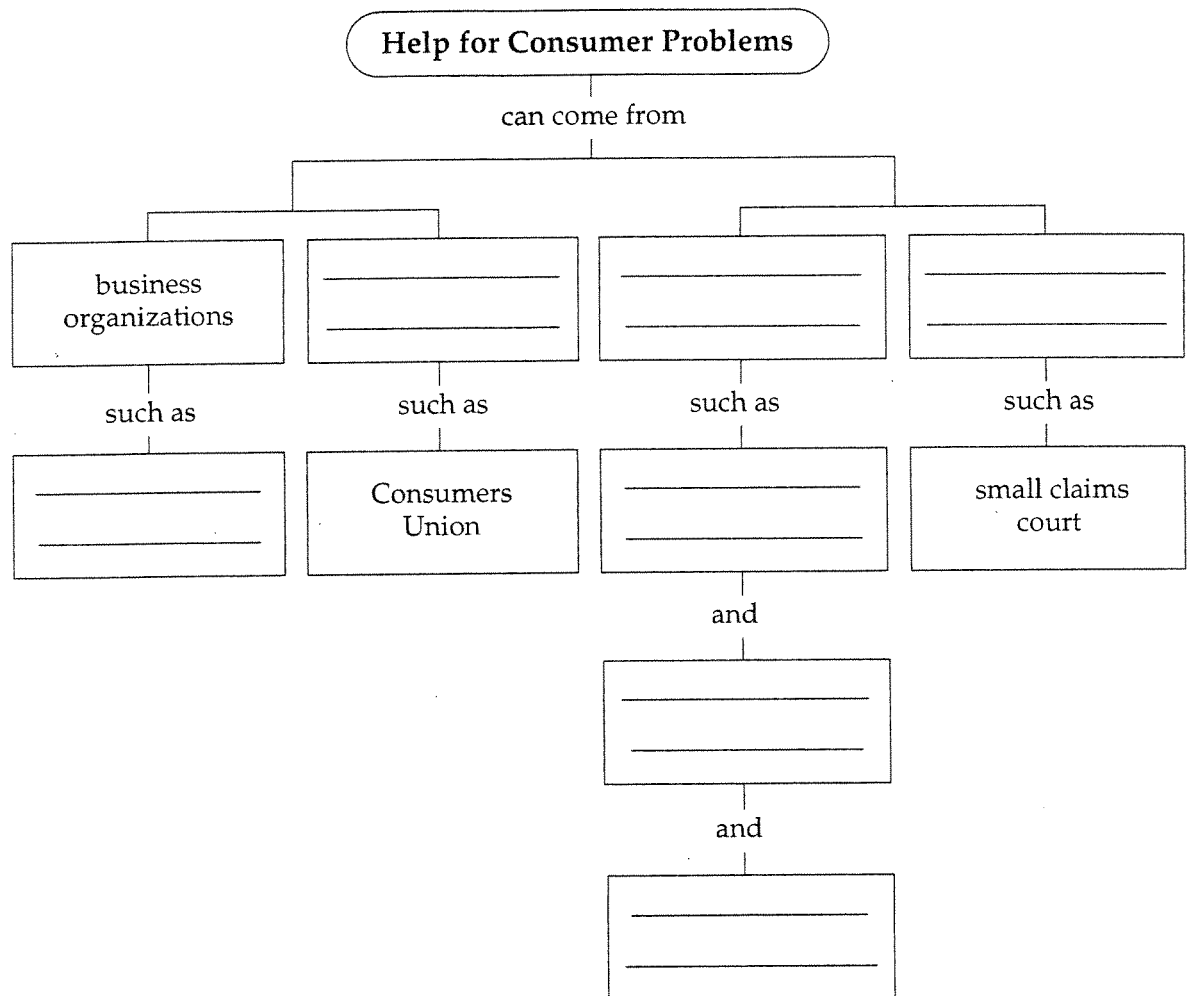 Help for Consumer Problems
can come from
business
organizations
such as
such as
such as
such as
Consumers
Union
small claims
court
and
and